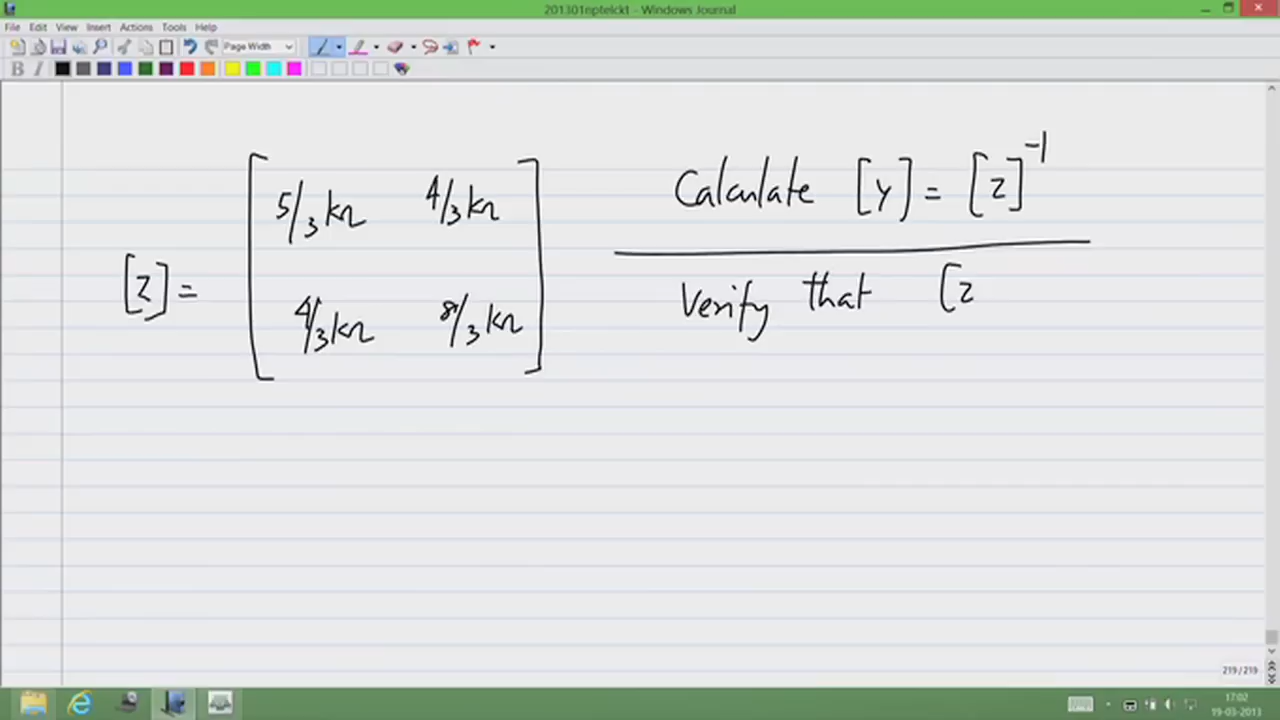 201301nptelckt - Windows Journal
File Edit View Insert Actions Tools Help
Page Width
B I
[z] = [ 5/3 kΩ 4/3 kΩ
4/3 kΩ 8/3 kΩ ]
Calculate [y] = [z]⁻¹
Verify that [z
219 / 219
17:02
19-03-2013